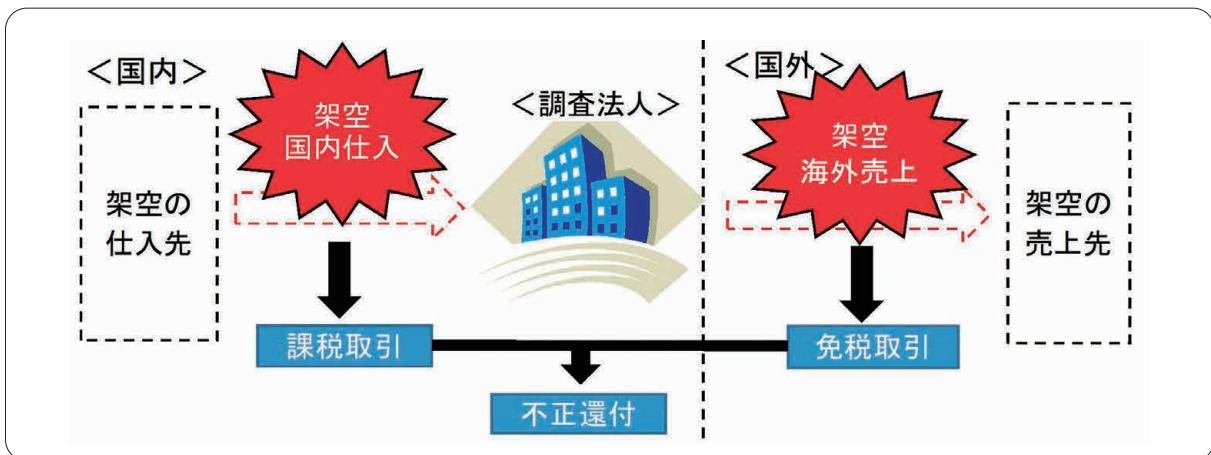 ＜国内＞
架空の
仕入先
架空
国内仕入
＜調査法人＞
＜国外＞
架空
海外売上
架空の
売上先
課税取引
免税取引
不正還付